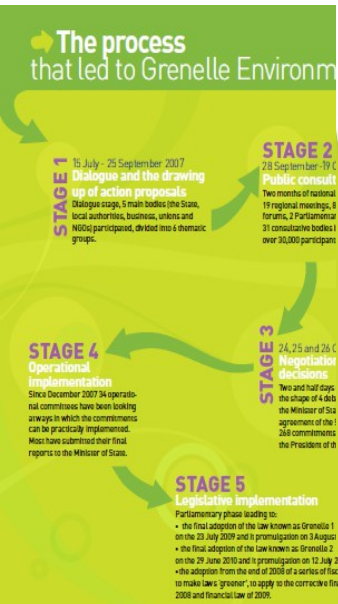 The process
that led to Grenelle Environm
STAGE 1
15 July - 25 September 2007
Dialogue and the drawing
up of action proposals
Dialogue stage, 5 main bodies (the State,
local authorities, business, unions and
NGOs) participated, divided into 6 thematic
groups.
STAGE 2
28 September -19 O
Public consult
Two months of national
19 regional meetings, 8
forums, 2 Parliamentar
31 consultative bodies i
over 30,000 participant
STAGE 3
24, 25 and 26 O
Negotiation
decisions
Two and half days
the shape of 4 deb
the Minister of Sta
agreement of the 5
268 commitments
the President of th
STAGE 4
Operational
implementation
Since December 2007 34 operatio-
nal committees have been looking
at ways in which the commitments
can be practically implemented.
Most have submitted their final
reports to the Minister of State.
STAGE 5
Legislative implementation
Parliamentary phase leading to:
• the final adoption of the law known as Grenelle 1
on the 23 July 2009 and it promulgation on 3 August
• the final adoption of the law known as Grenelle 2
on the 29 June 2010 and it promulgation on 12 July 2
• the adoption from the end of 2008 of a series of fisc
to make laws 'greener', to apply to the corrective fin
2008 and financial law of 2009.